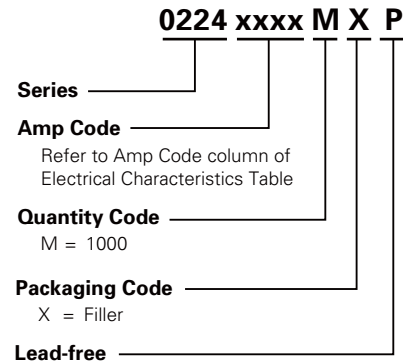 0224 xxxx M X P
Series
Amp Code
Refer to Amp Code column of
Electrical Characteristics Table
Quantity Code
M = 1000
Packaging Code
X = Filler
Lead-free